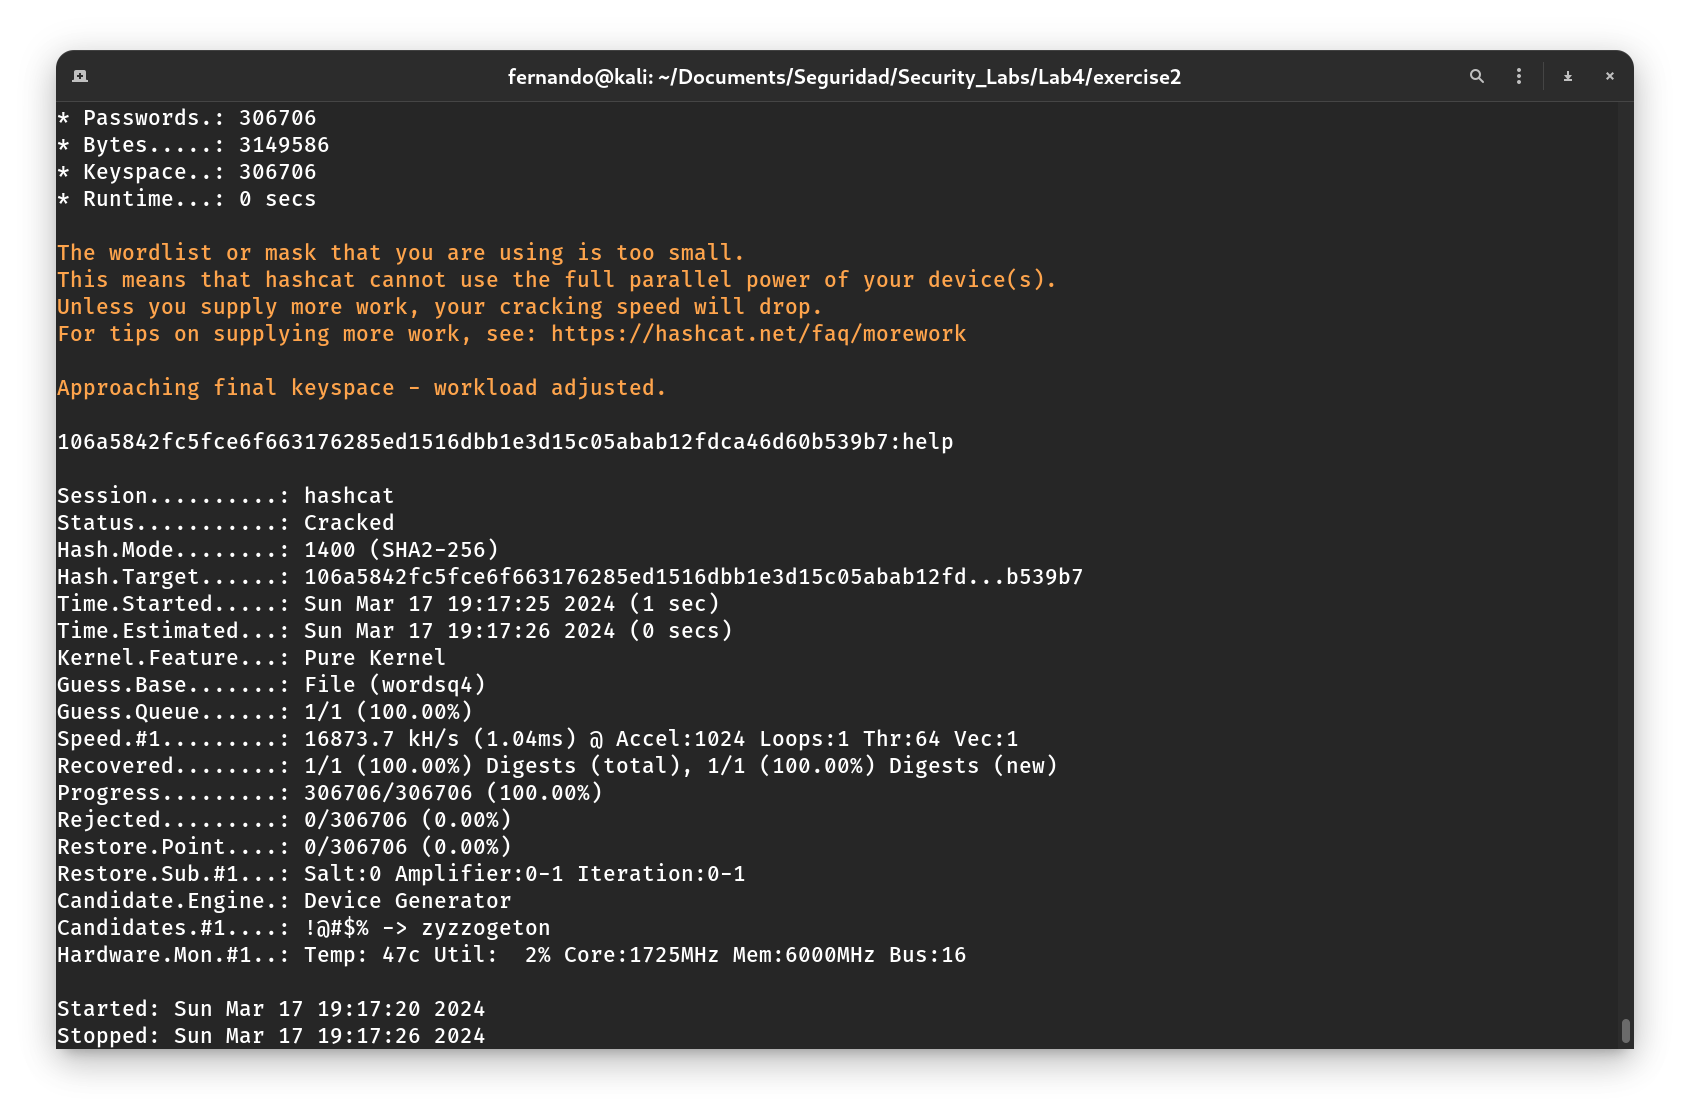 fernando@kali: ~/Documents/Seguridad/Security_Labs/Lab4/exercise2
* Passwords.: 306706
* Bytes.....: 3149586
* Keyspace..: 306706
* Runtime...: 0 secs
The wordlist or mask that you are using is too small.
This means that hashcat cannot use the full parallel power of your device(s).
Unless you supply more work, your cracking speed will drop.
For tips on supplying more work, see: https://hashcat.net/faq/morework
Approaching final keyspace - workload adjusted.
106a5842fc5fce6f663176285ed1516dbb1e3d15c05abab12fdca46d60b539b7:help
Session..........: hashcat
Status...........: Cracked
Hash.Mode........: 1400 (SHA2-256)
Hash.Target......: 106a5842fc5fce6f663176285ed1516dbb1e3d15c05abab12fd...b539b7
Time.Started.....: Sun Mar 17 19:17:25 2024 (1 sec)
Time.Estimated...: Sun Mar 17 19:17:26 2024 (0 secs)
Kernel.Feature...: Pure Kernel
Guess.Base.......: File (wordsq4)
Guess.Queue......: 1/1 (100.00%)
Speed.#1.........: 16873.7 kH/s (1.04ms) @ Accel:1024 Loops:1 Thr:64 Vec:1
Recovered........: 1/1 (100.00%) Digests (total), 1/1 (100.00%) Digests (new)
Progress.........: 306706/306706 (100.00%)
Rejected.........: 0/306706 (0.00%)
Restore.Point....: 0/306706 (0.00%)
Restore.Sub.#1...: Salt:0 Amplifier:0-1 Iteration:0-1
Candidate.Engine.: Device Generator
Candidates.#1....: !@#$% -> zyzzogeton
Hardware.Mon.#1..: Temp: 47c Util:  2% Core:1725MHz Mem:6000MHz Bus:16
Started: Sun Mar 17 19:17:20 2024
Stopped: Sun Mar 17 19:17:26 2024